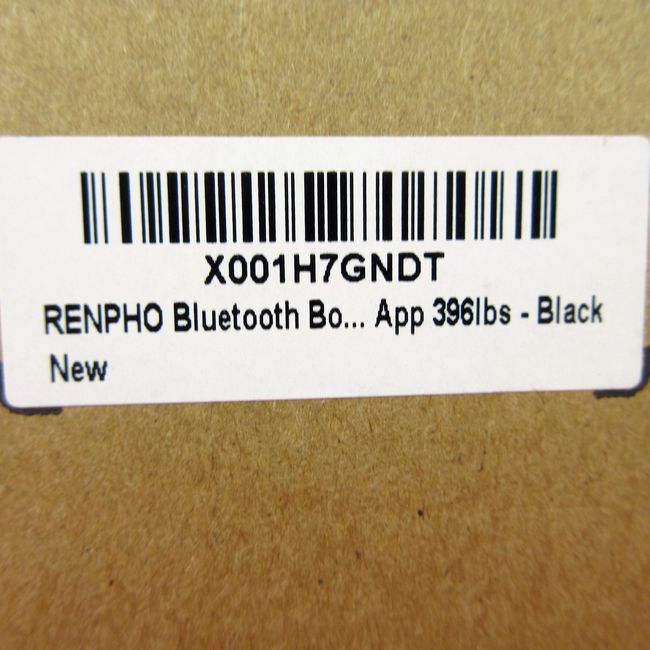 X001H7GNDT
RENPHO Bluetooth Bo... App 396lbs - Black
New